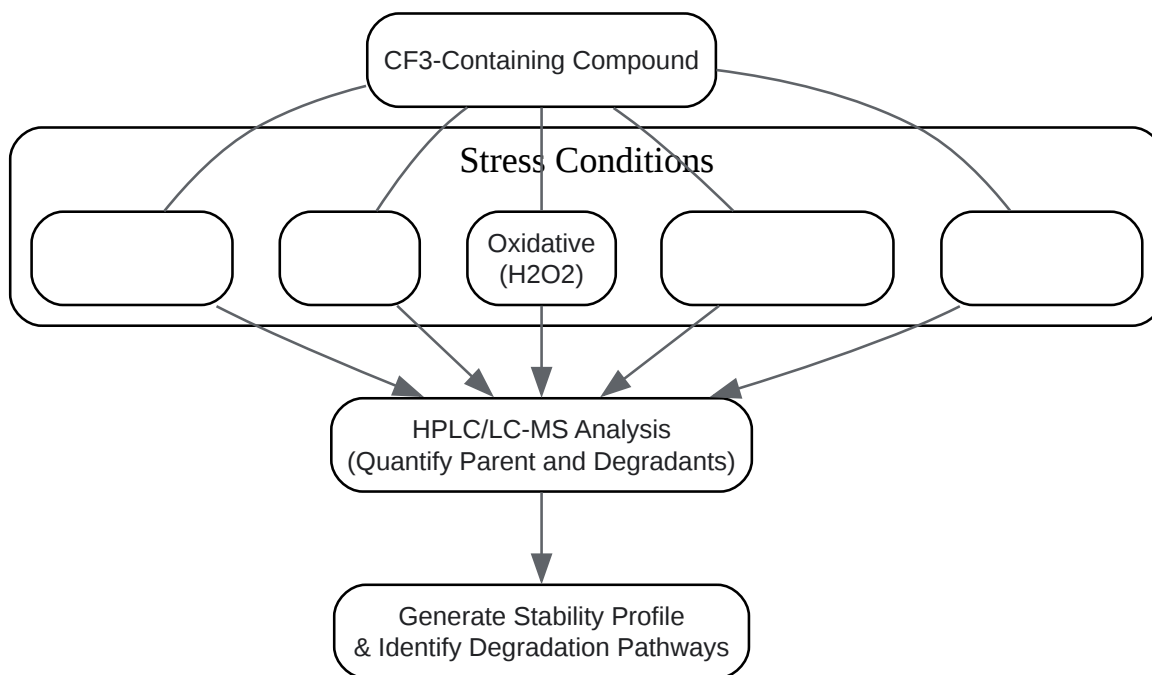 CF3-Containing Compound
Stress Conditions
Oxidative
(H2O2)
HPLC/LC-MS Analysis
(Quantify Parent and Degradants)
Generate Stability Profile
& Identify Degradation Pathways